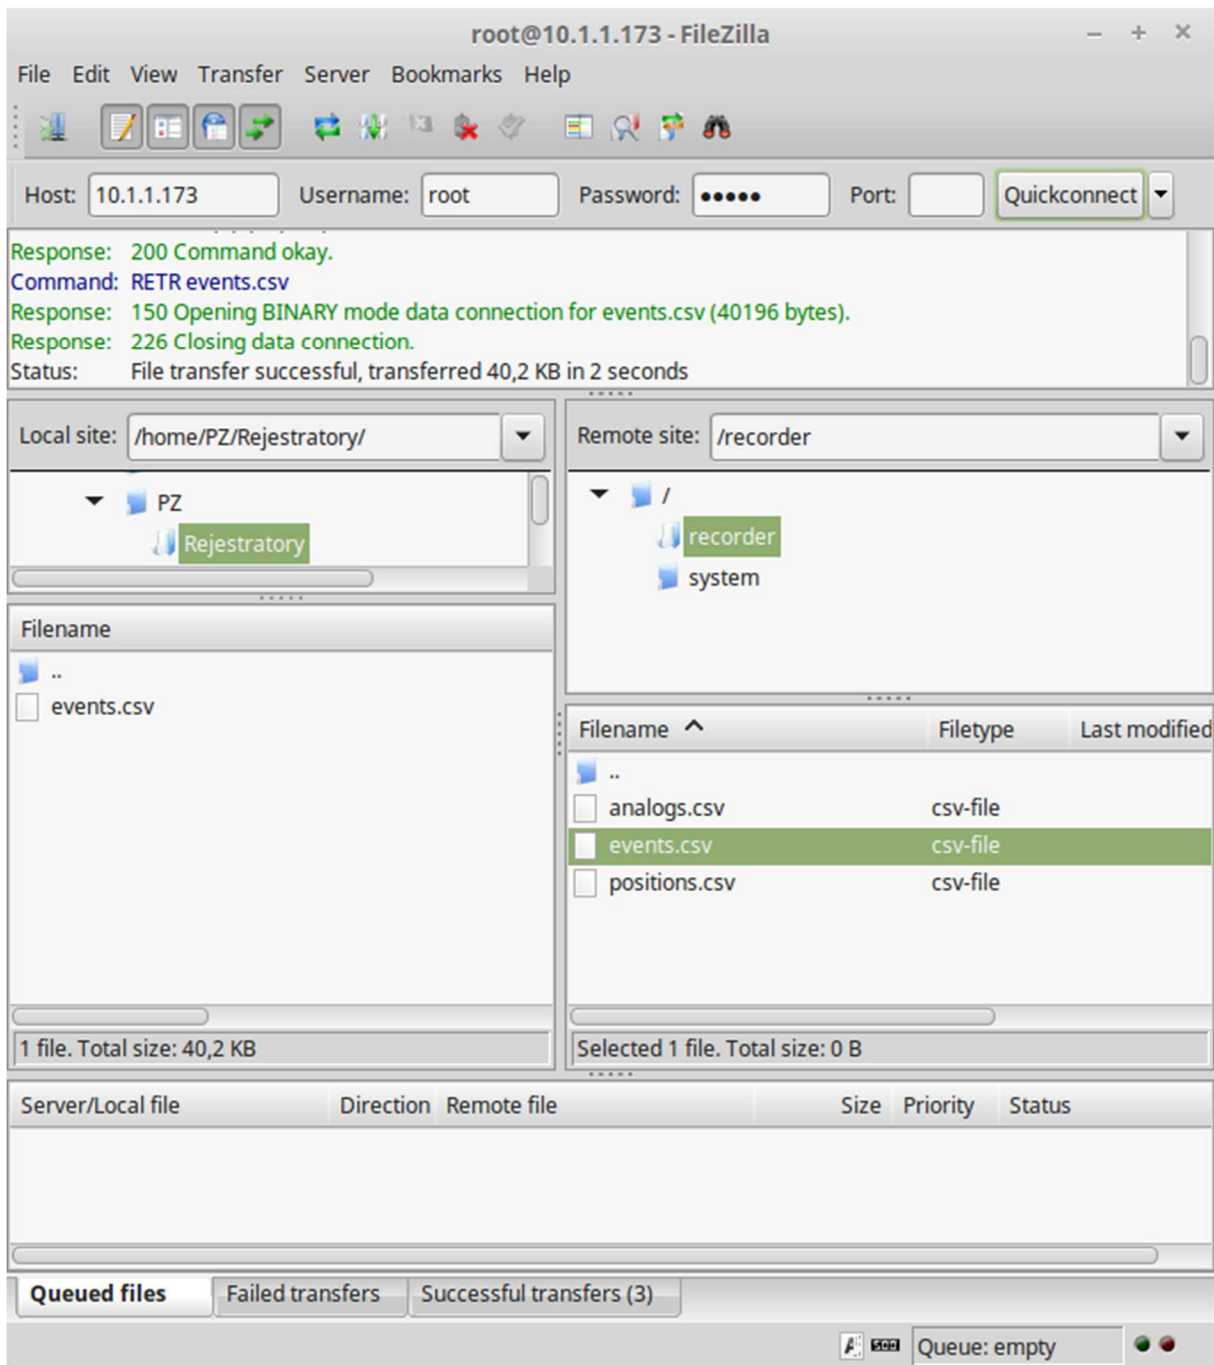 root@10.1.1.173 - FileZilla
File Edit View Transfer Server Bookmarks Help
Host: 10.1.1.173 Username: root Password: ••••• Port: Quickconnect
Response: 200 Command okay.
Command: RETR events.csv
Response: 150 Opening BINARY mode data connection for events.csv (40196 bytes).
Response: 226 Closing data connection.
Status: File transfer successful, transferred 40,2 KB in 2 seconds
Local site: /home/PZ/Rejestratory/
PZ
Rejestratory
Filename
..
events.csv
1 file. Total size: 40,2 KB
Remote site: /recorder
/
recorder
system
Filename Filetype Last modified
..
analogs.csv csv-file
events.csv csv-file
positions.csv csv-file
Selected 1 file. Total size: 0 B
Server/Local file Direction Remote file Size Priority Status
Queued files Failed transfers Successful transfers (3)
Queue: empty